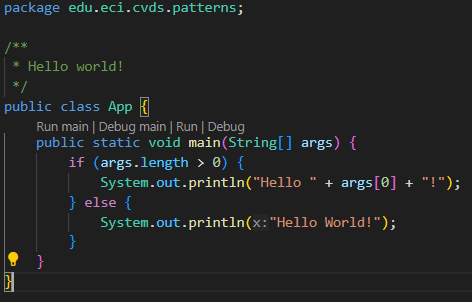 package edu.eci.cvds.patterns;
/**
 * Hello world!
 */
public class App {
Run main | Debug main | Run | Debug
    public static void main(String[] args) {
        if (args.length > 0) {
            System.out.println("Hello " + args[0] + "!");
        } else {
            System.out.println(x:"Hello World!");
        }
    }
}